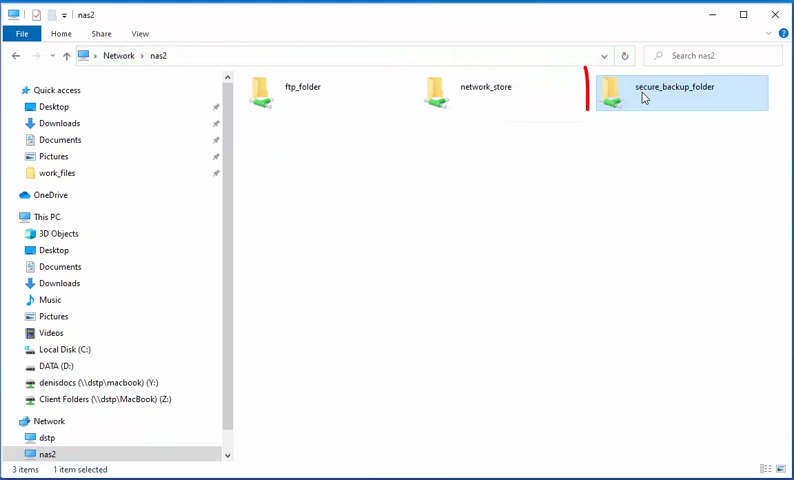 nas2
File
Home
Share
View
Network
nas2
Search nas2
Quick access
Desktop
Downloads
Documents
Pictures
work_files
OneDrive
This PC
3D Objects
Desktop
Documents
Downloads
Music
Pictures
Videos
Local Disk (C:)
DATA (D:)
denisdocs (\\dstp\macbook) (Y:)
Client Folders (\\dstp\MacBook) (Z:)
Network
dstp
nas2
ftp_folder
network_store
secure_backup_folder
3 items
1 item selected